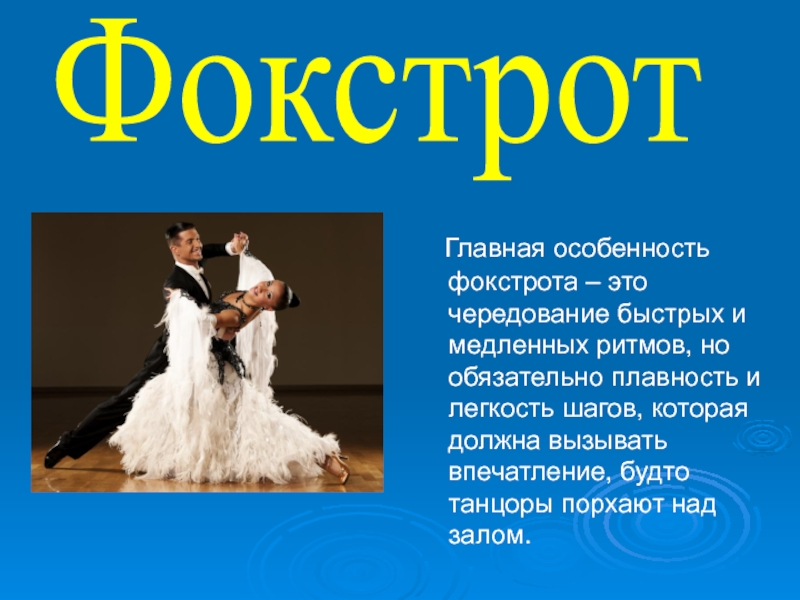 Фокстрот
Главная особенность
фокстрота – это
чередование быстрых и
медленных ритмов, но
обязательно плавность и
легкость шагов, которая
должна вызывать
впечатление, будто
танцоры порхают над
залом.